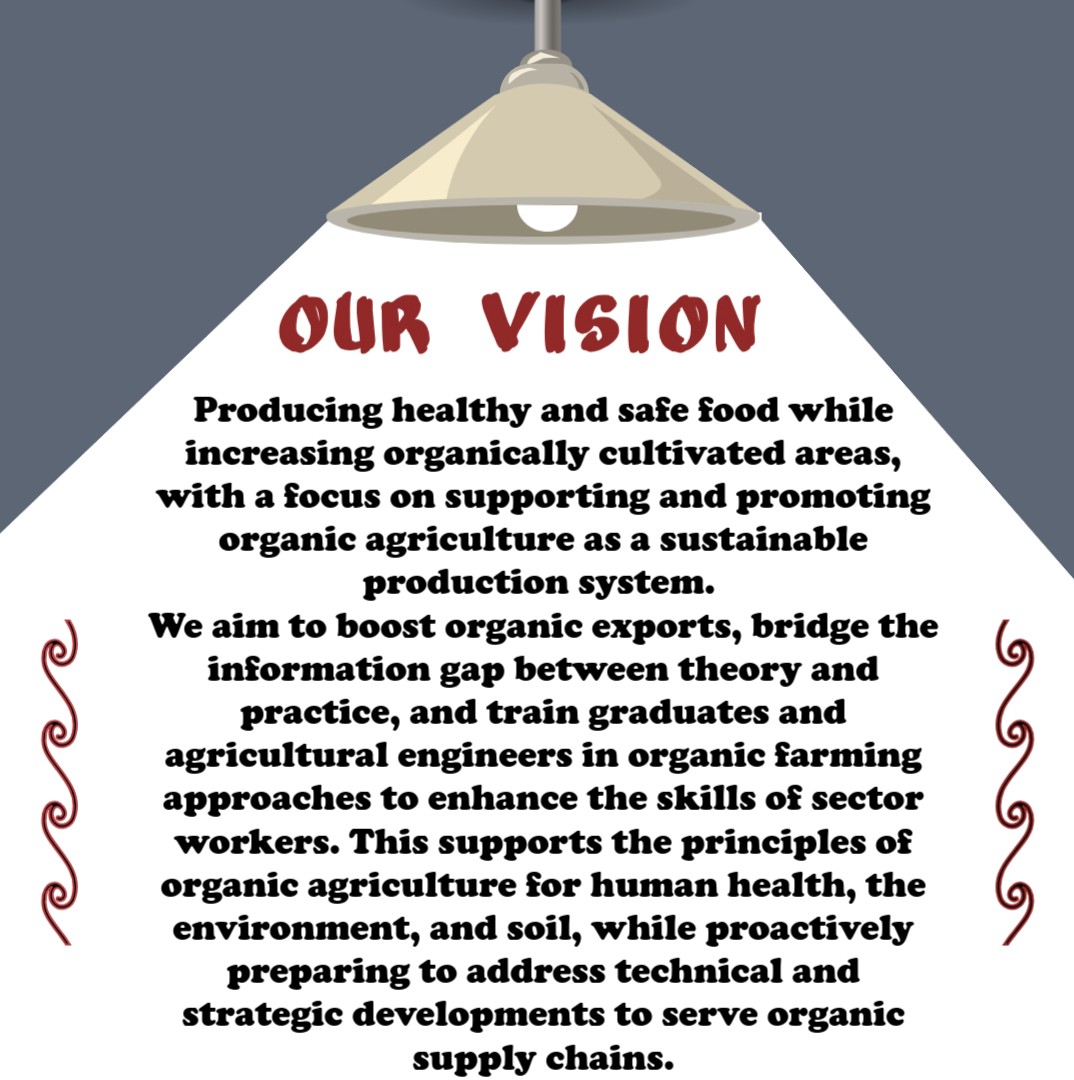 OUR VISION
Producing healthy and safe food while
increasing organically cultivated areas,
with a focus on supporting and promoting
organic agriculture as a sustainable
production system.
We aim to boost organic exports, bridge the
information gap between theory and
practice, and train graduates and
agricultural engineers in organic farming
approaches to enhance the skills of sector
workers. This supports the principles of
organic agriculture for human health, the
environment, and soil, while proactively
preparing to address technical and
strategic developments to serve organic
supply chains.